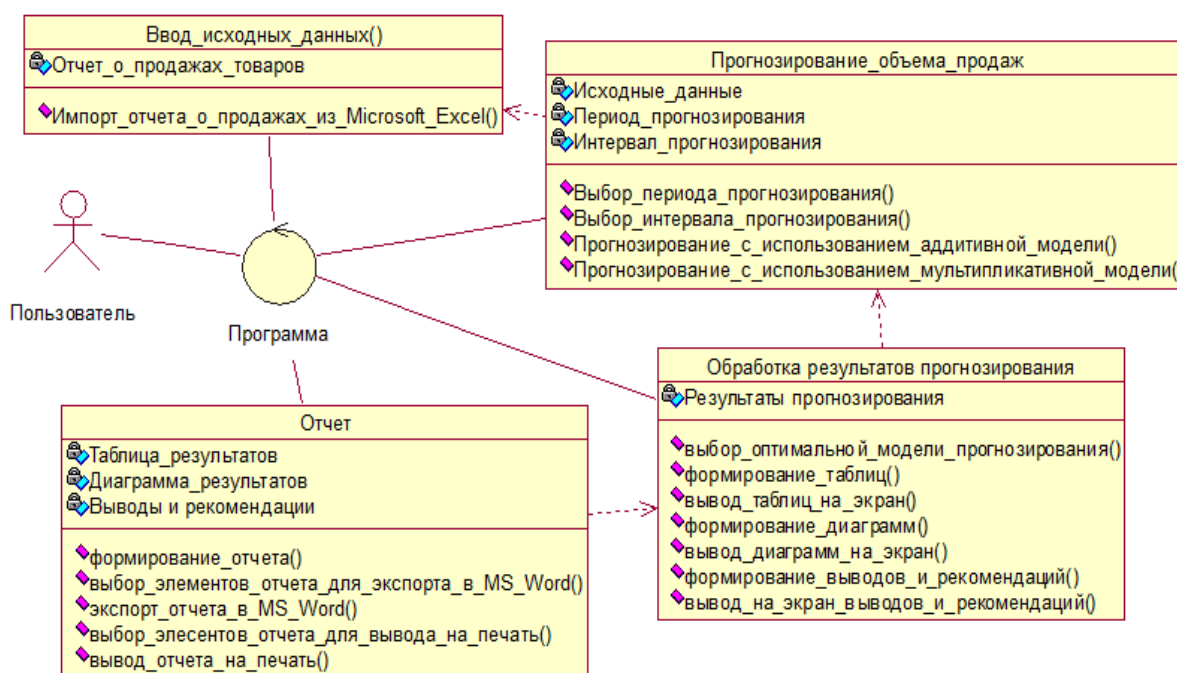 Ввод_исходных_данных()
Отчет_о_продажах_товаров
Импорт_отчета_о_продажах_из_Microsoft_Excel()
Прогнозирование_объема_продаж
Исходные_данные
Период_прогнозирования
Интервал_прогнозирования
Выбор_периода_прогнозирования()
Выбор_интервала_прогнозирования()
Прогнозирование_с_использованием_аддитивной_модели()
Прогнозирование_с_использованием_мультипликативной_модели(
Пользователь
Программа
Обработка результатов прогнозирования
Результаты прогнозирования
выбор_оптимальной_модели_прогнозирования()
формирование_таблиц()
вывод_таблиц_на_экран()
формирование_диаграмм()
вывод_диаграмм_на_экран()
формирование_выводов_и_рекомендаций()
вывод_на_экран_выводов_и_рекомендаций()
Отчет
Таблица_результатов
Диаграмма_результатов
Выводы и рекомендации
формирование_отчета()
выбор_элементов_отчета_для_экспорта_в_MS_Word()
экспорт_отчета_в_MS_Word()
выбор_элесентов_отчета_для_вывода_на_печать()
вывод_отчета_на_печать()